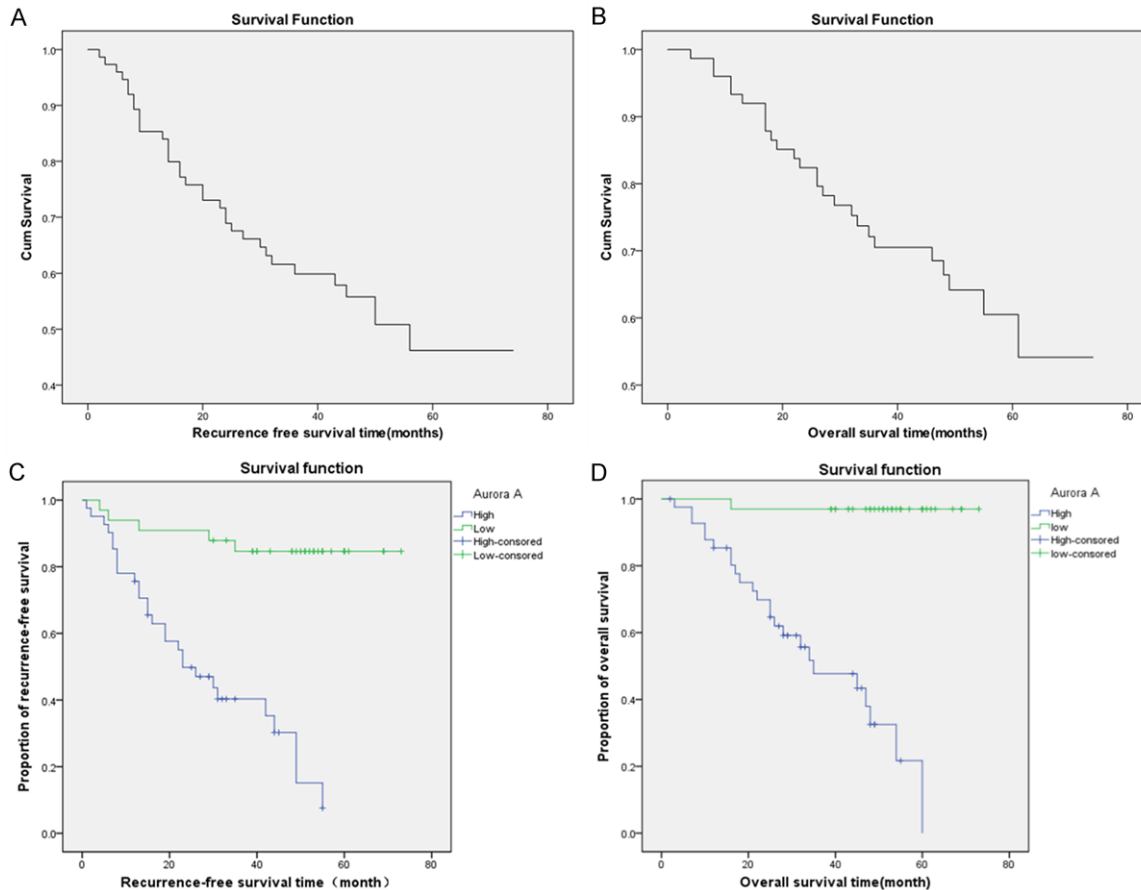 A
Survival Function
Cum Survival
1.0
0.9
0.8
0.7
0.6
0.5
0.4
0
20
40
60
80
Recurrence free survival time(months)
B
Survival Function
Cum Survival
1.0
0.9
0.8
0.7
0.6
0.5
0
20
40
60
80
Overall surval time(months)
C
Survival function
Proportion of recurrence-free survival
1.0
0.8
0.6
0.4
0.2
0.0
0
20
40
60
80
Recurrence-free survival time（month）
Aurora A
High
Low
High-consored
Low-consored
D
Survival function
Proportion of overall survival
1.0
0.8
0.6
0.4
0.2
0.0
0
20
40
60
80
Overall survival time(month)
Aurora A
High
low
High-consored
low-consored